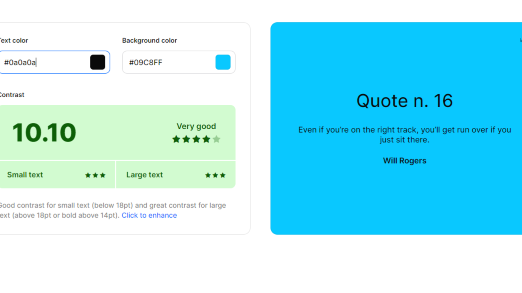 Text color
Background color
#0a0a0a
#09C8FF
Contrast
10.10
Very good
Small text
Large text
Good contrast for small text (below 18pt) and great contrast for large
text (above 18pt or bold above 14pt). Click to enhance
Quote n. 16
Even if you're on the right track, you'll get run over if you
just sit there.
Will Rogers